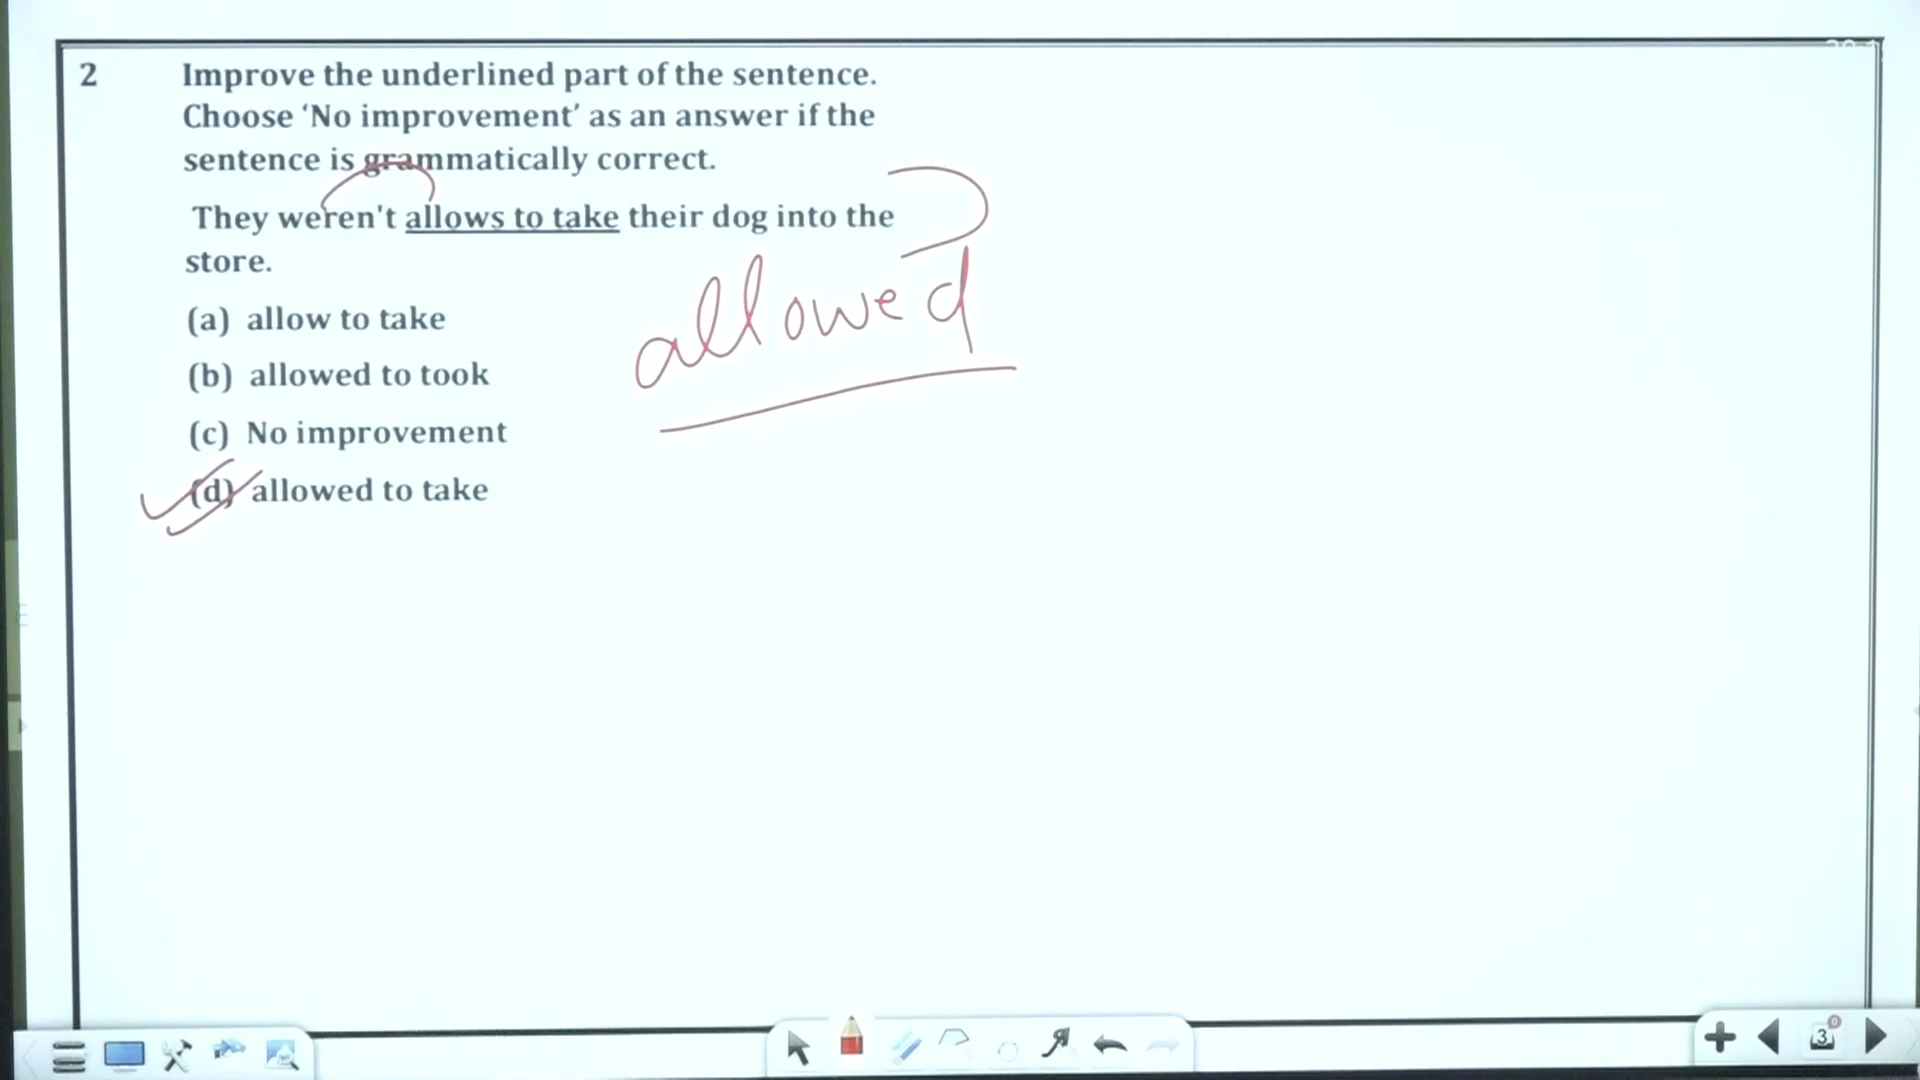 2 Improve the underlined part of the sentence.
Choose ‘No improvement’ as an answer if the
sentence is grammatically correct.
They weren't allows to take their dog into the
store.
(a) allow to take
allowed
(b) allowed to took
(c) No improvement
(d) allowed to take
3